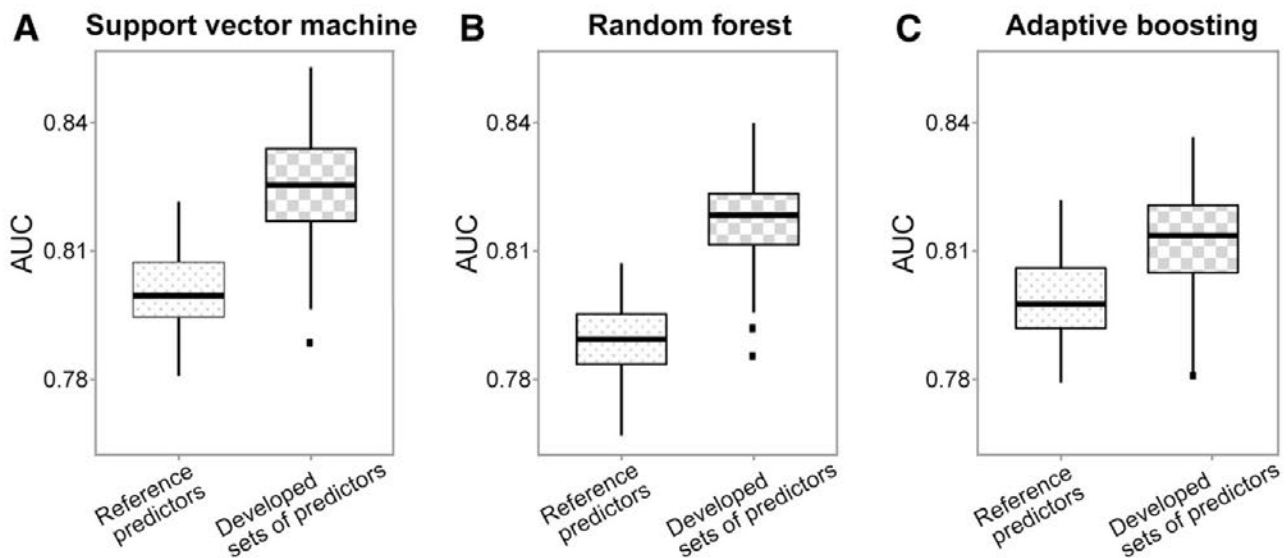 A Support vector machine
AUC
0.84
0.81
0.78
Reference
predictors
Developed
sets of predictors
B Random forest
AUC
0.84
0.81
0.78
Reference
predictors
Developed
sets of predictors
C Adaptive boosting
AUC
0.84
0.81
0.78
Reference
predictors
Developed
sets of predictors